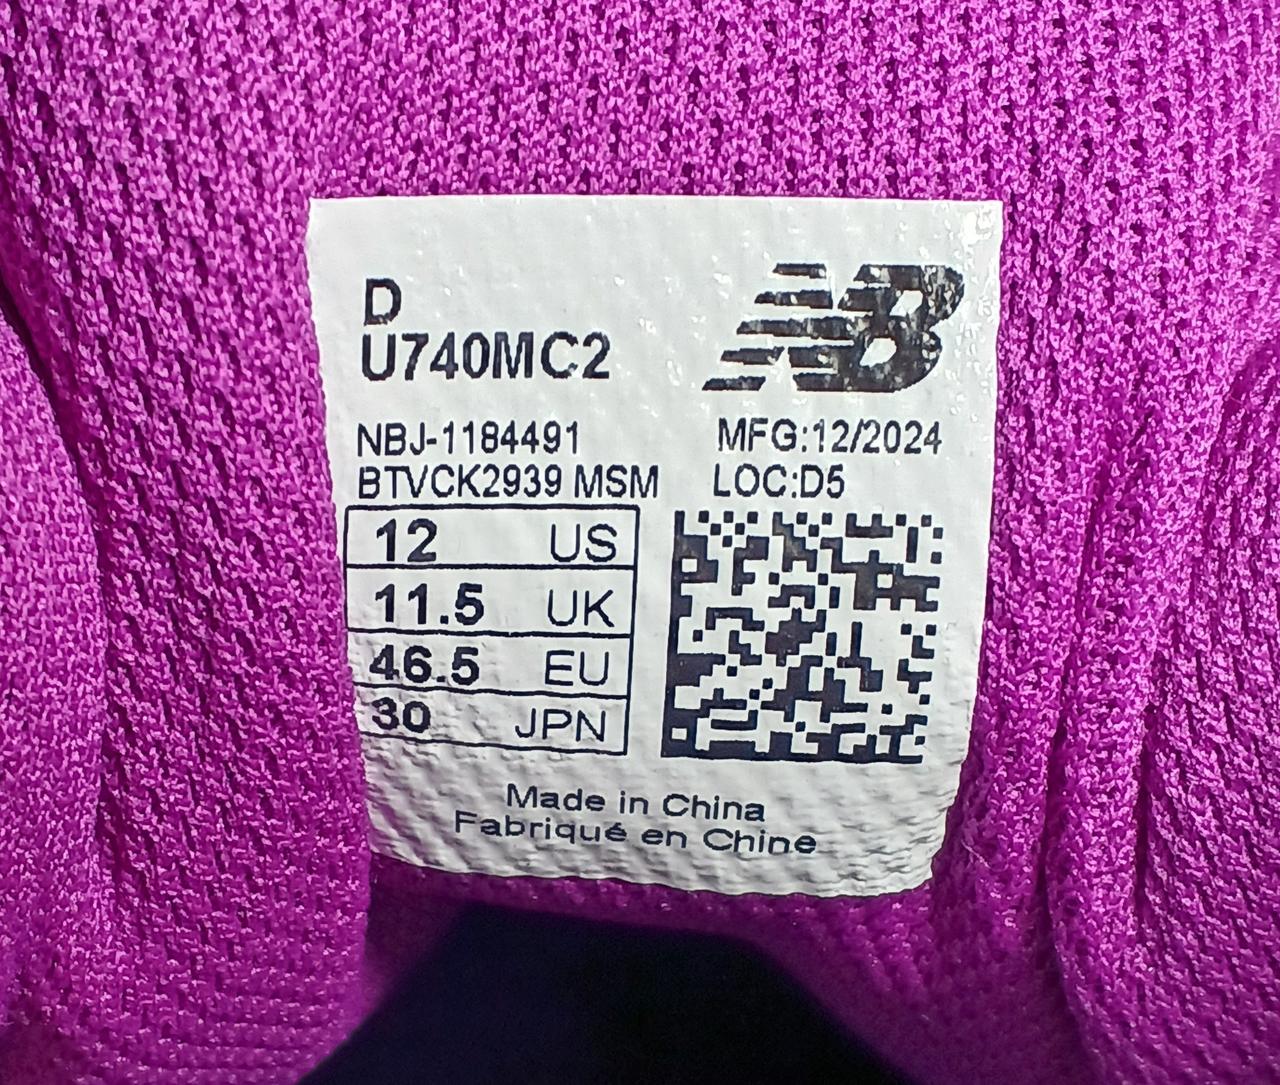 D
U740MC2
NB
NBJ-1184491
BTVCK2939 MSM
MFG:12/2024
LOC:D5
12 US
11.5 UK
46.5 EU
30 JPN
Made in China
Fabriqué en Chine